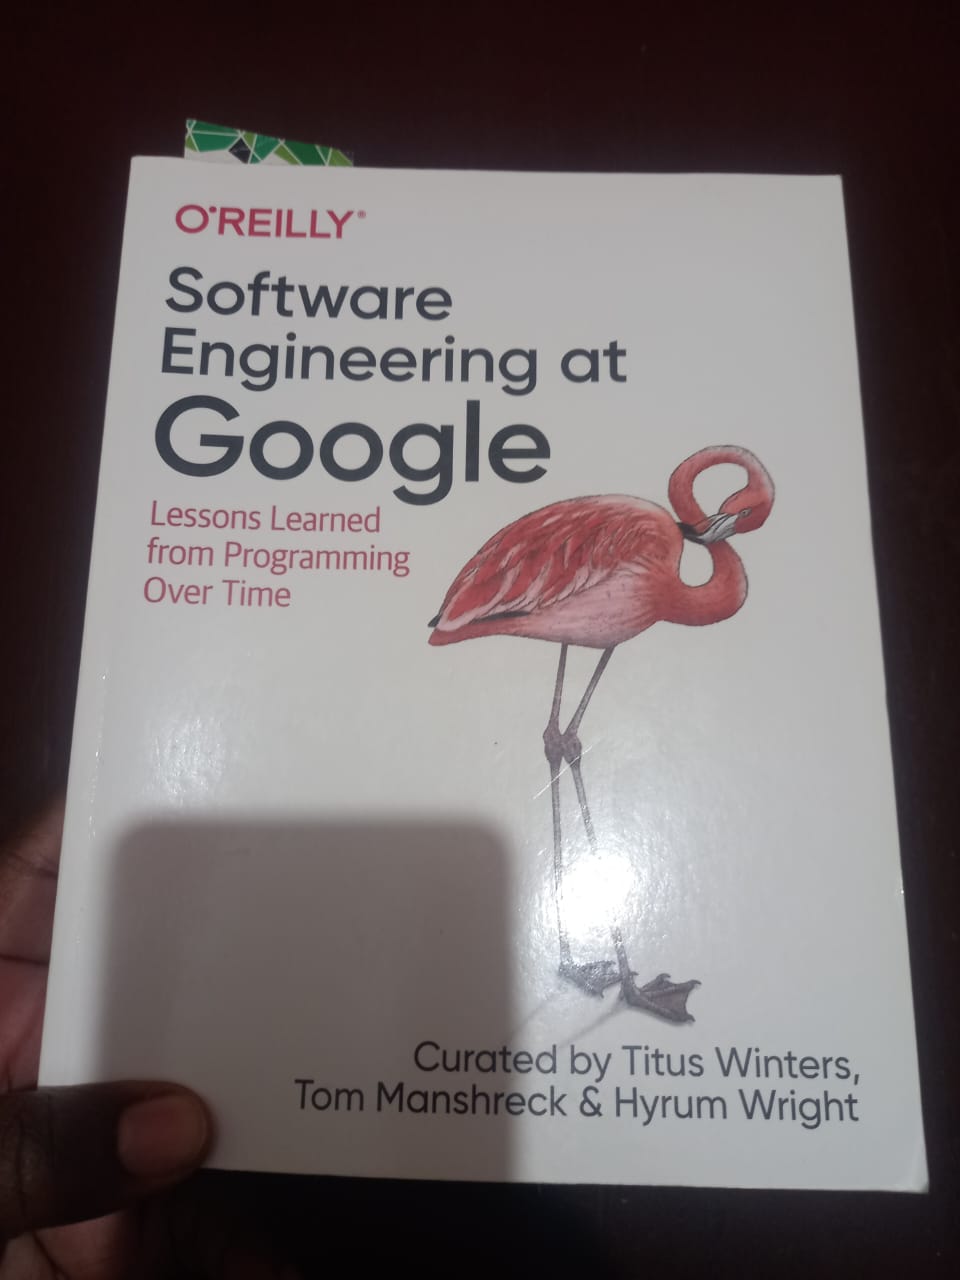 O'REILLY®
Software
Engineering at
Google
Lessons Learned
from Programming
Over Time
Curated by Titus Winters,
Tom Manshreck & Hyrum Wright